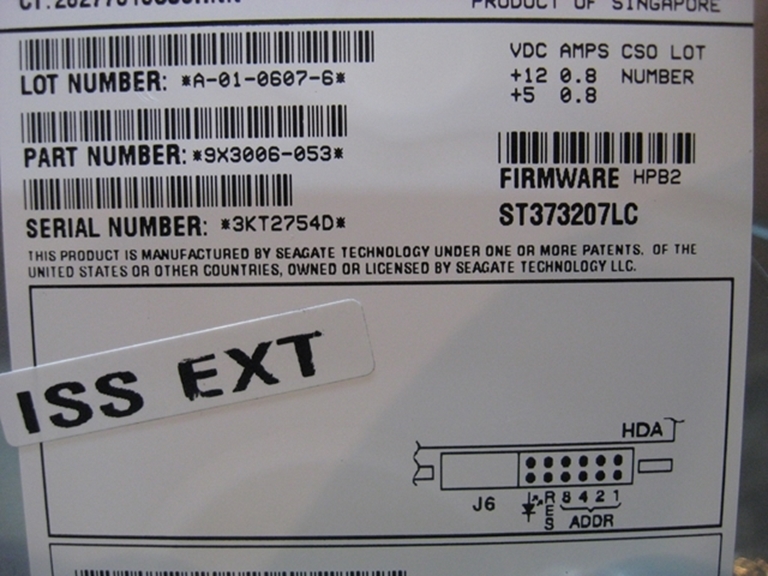 PRODUCT OF SINGAPORE
LOT NUMBER: *A-01-0607-6*
VDC AMPS CSO LOT
+12 0.8 NUMBER
+5 0.8
PART NUMBER: *9X3006-053*
FIRMWARE HPB2
SERIAL NUMBER: *3KT2754D*
ST373207LC
THIS PRODUCT IS MANUFACTURED BY SEAGATE TECHNOLOGY UNDER ONE OR MORE PATENTS. OF THE
UNITED STATES OR OTHER COUNTRIES, OWNED OR LICENSED BY SEAGATE TECHNOLOGY LLC.
ISS EXT
HDA
J6
RES
8 4 2 1
ADDR